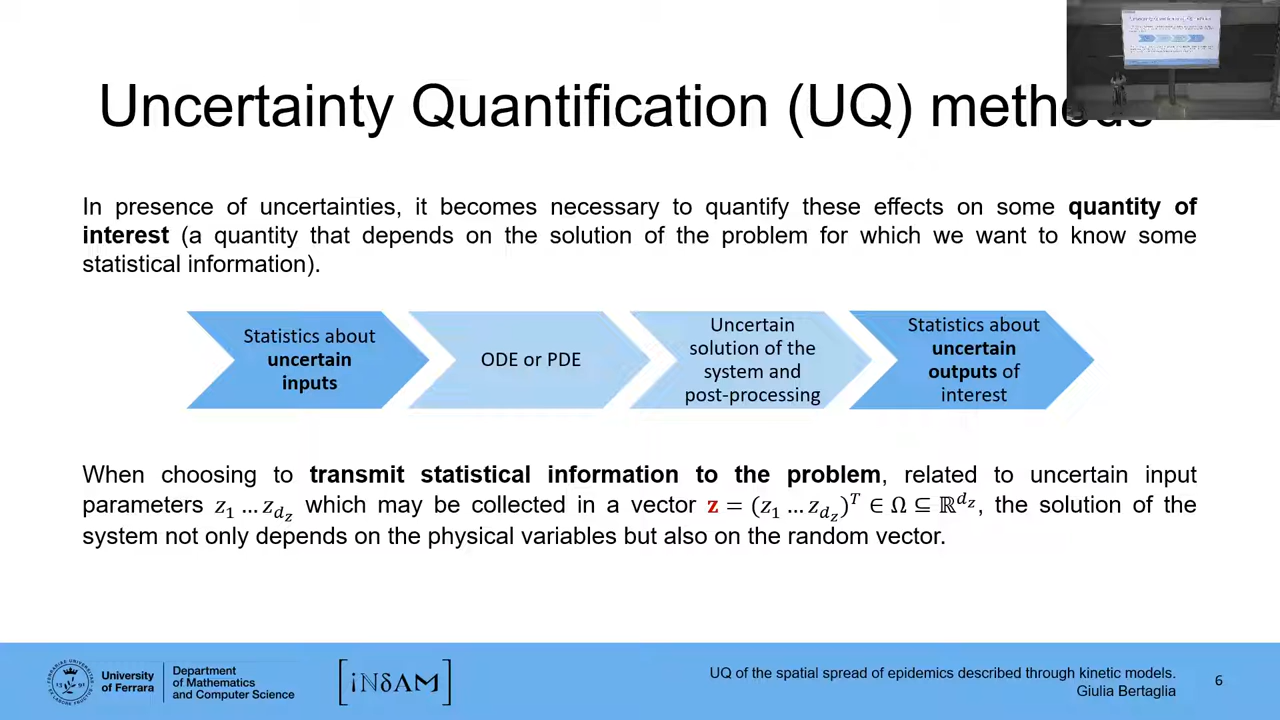 Uncertainty Quantification (UQ) methods
In presence of uncertainties, it becomes necessary to quantify these effects on some quantity of
interest (a quantity that depends on the solution of the problem for which we want to know some
statistical information).
Statistics about
uncertain
inputs
ODE or PDE
Uncertain
solution of the
system and
post-processing
Statistics about
uncertain
outputs of
interest
When choosing to transmit statistical information to the problem, related to uncertain input
parameters z₁ … z_{d_z} which may be collected in a vector z = (z₁ … z_{d_z})ᵀ ∈ Ω ⊆ ℝ^{d_z}, the solution of the
system not only depends on the physical variables but also on the random vector.
University
of Ferrara
Department
of Mathematics
and Computer Science
[iNδAM]
UQ of the spatial spread of epidemics described through kinetic models.
Giulia Bertaglia
6